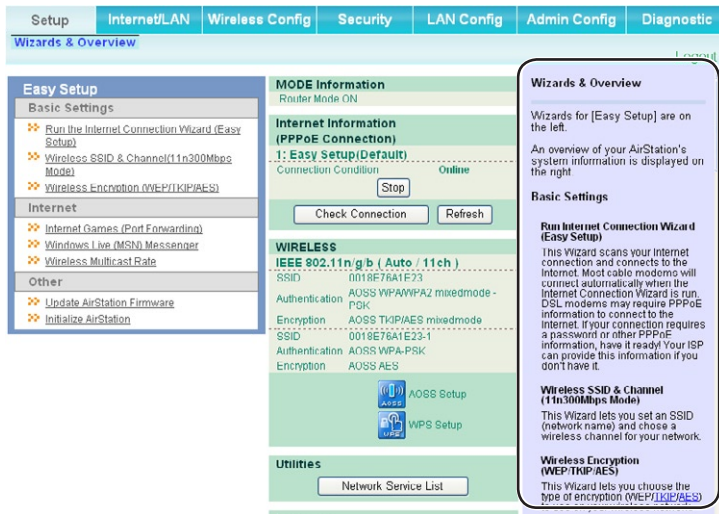 Setup
Internet/LAN
Wireless Config
Security
LAN Config
Admin Config
Diagnostic
Wizards & Overview
Logout
Easy Setup
Basic Settings
Run the Internet Connection Wizard (Easy
Setup)
Wireless SSID & Channel(11n300Mbps
Mode)
Wireless Encryption (WEP/TKIP/AES)
Internet
Internet Games (Port Forwarding)
Windows Live (MSN) Messenger
Wireless Multicast Rate
Other
Update AirStation Firmware
Initialize AirStation
MODE Information
Router Mode ON
Internet Information
(PPPoE Connection)
1: Easy Setup(Default)
Connection Condition Online
Stop
Check Connection Refresh
WIRELESS
IEEE 802.11n/g/b ( Auto / 11ch )
SSID 0018E76A1E23
Authentication AOSS WPA/WPA2 mixedmode -
PSK
Encryption AOSS TKIP/AES mixedmode
SSID 0018E76A1E23-1
Authentication AOSS WPA-PSK
Encryption AOSS AES
AOSS AOSS Setup
WPS WPS Setup
Utilities
Network Service List
Wizards & Overview
Wizards for [Easy Setup] are on
the left.
An overview of your AirStation's
system information is displayed on
the right.
Basic Settings
Run Internet Connection Wizard
(Easy Setup)
This Wizard scans your Internet
connection and connects to the
Internet. Most cable modems will
connect automatically when the
Internet Connection Wizard is run.
DSL modems may require PPPoE
information to connect to the
Internet. If your connection requires
a password or other PPPoE
information, have it ready! Your ISP
can provide this information if you
don't have it.
Wireless SSID & Channel
(11n300Mbps Mode)
This Wizard lets you set an SSID
(network name) and chose a
wireless channel for your network.
Wireless Encryption
(WEP/TKIP/AES)
This Wizard lets you choose the
type of encryption (WEP/TKIP/AES)